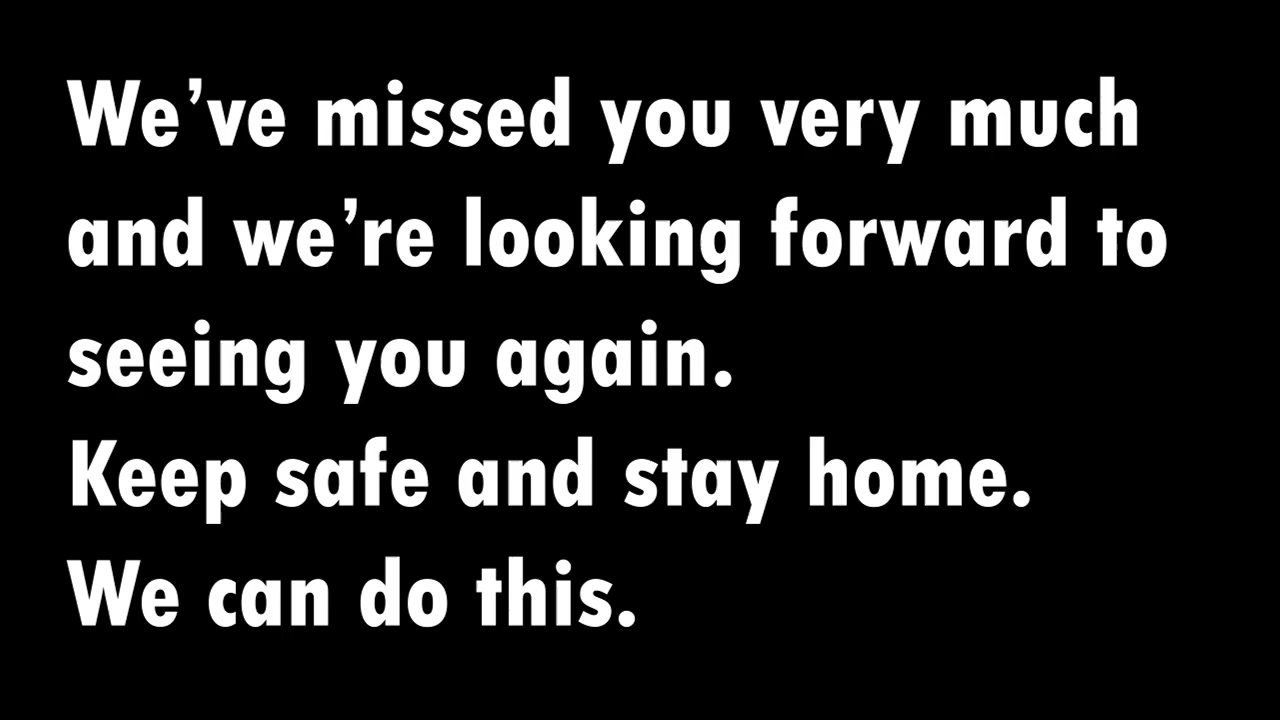 We’ve missed you very much
and we’re looking forward to
seeing you again.
Keep safe and stay home.
We can do this.